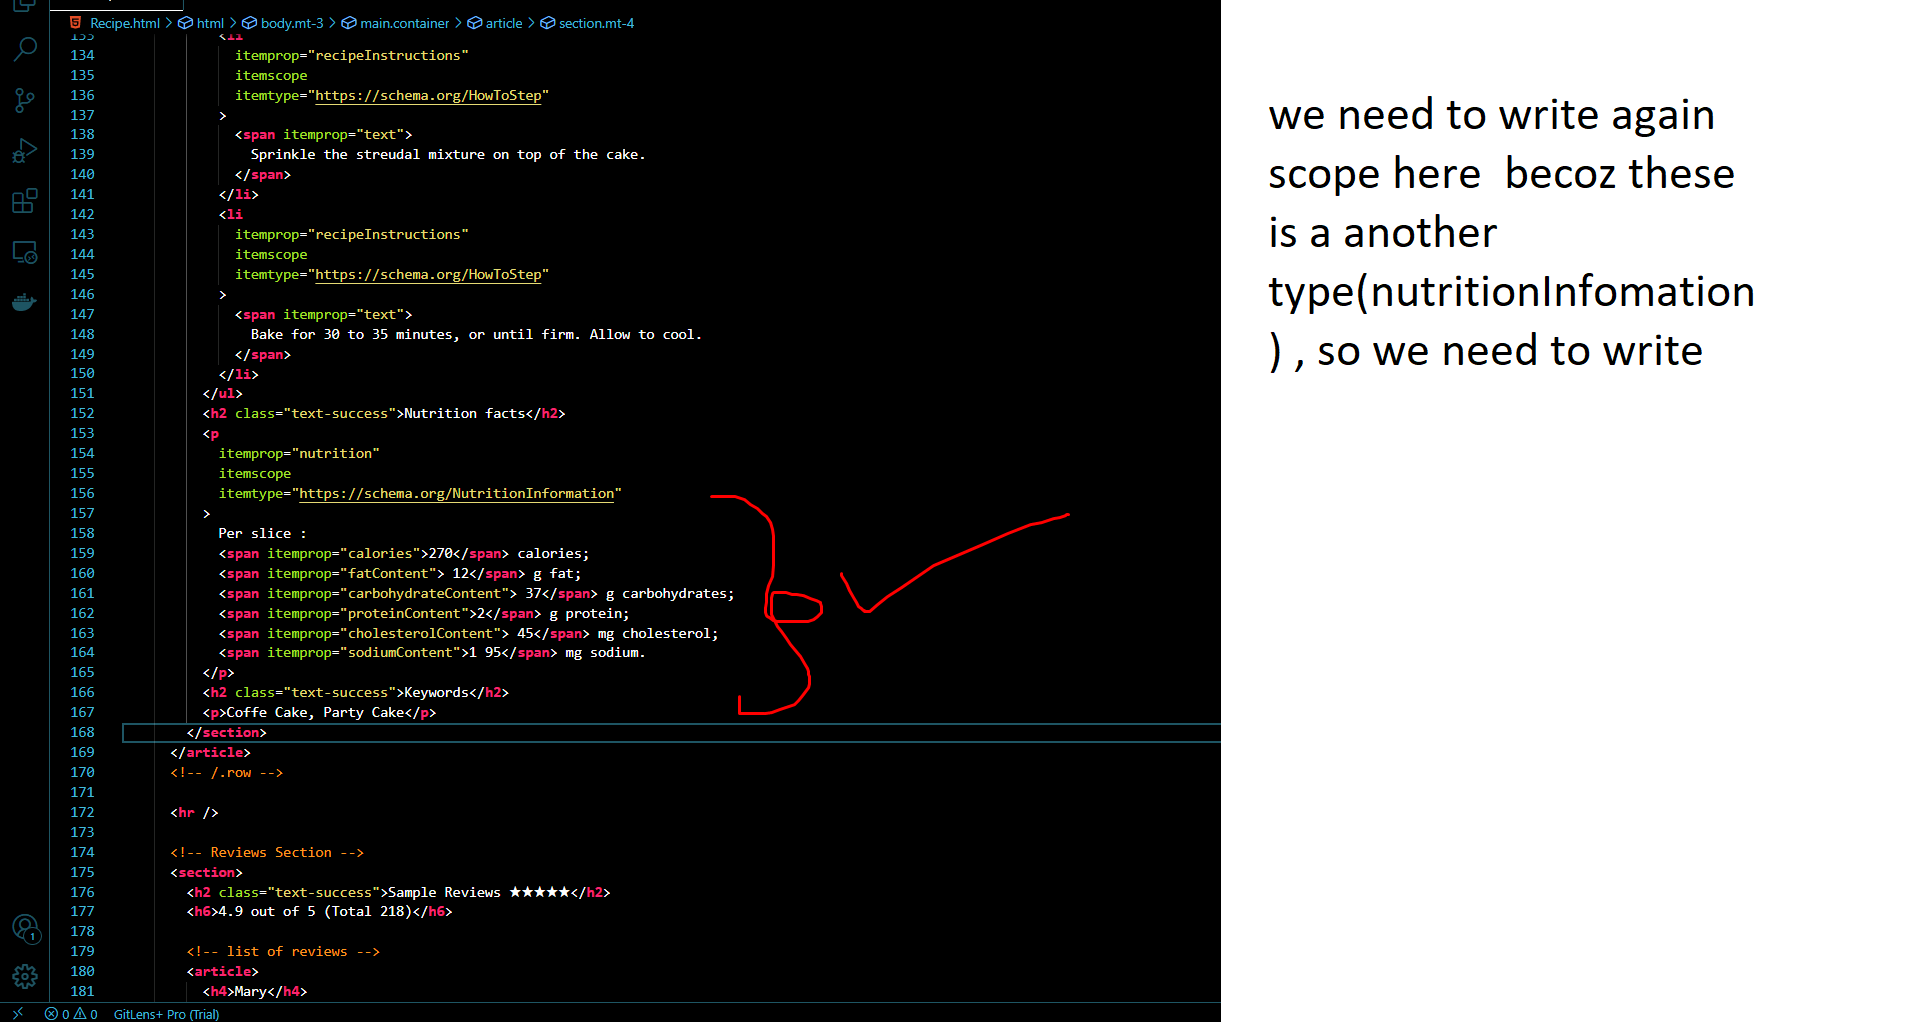 Recipe.html > html > body.mt-3 > main.container > article > section.mt-4
133 <li
134 itemprop="recipeInstructions"
135 itemscope
136 itemtype="https://schema.org/HowToStep"
137 >
138 <span itemprop="text">
139 Sprinkle the streudal mixture on top of the cake.
140 </span>
141 </li>
142 <li
143 itemprop="recipeInstructions"
144 itemscope
145 itemtype="https://schema.org/HowToStep"
146 >
147 <span itemprop="text">
148 Bake for 30 to 35 minutes, or until firm. Allow to cool.
149 </span>
150 </li>
151 </ul>
152 <h2 class="text-success">Nutrition facts</h2>
153 <p
154 itemprop="nutrition"
155 itemscope
156 itemtype="https://schema.org/NutritionInformation"
157 >
158 Per slice :
159 <span itemprop="calories">270</span> calories;
160 <span itemprop="fatContent"> 12</span> g fat;
161 <span itemprop="carbohydrateContent"> 37</span> g carbohydrates;
162 <span itemprop="proteinContent">2</span> g protein;
163 <span itemprop="cholesterolContent"> 45</span> mg cholesterol;
164 <span itemprop="sodiumContent">1 95</span> mg sodium.
165 </p>
166 <h2 class="text-success">Keywords</h2>
167 <p>Coffe Cake, Party Cake</p>
168 </section>
169 </article>
170 <!-- /.row -->
171
172 <hr />
173
174 <!-- Reviews Section -->
175 <section>
176 <h2 class="text-success">Sample Reviews ★★★★★</h2>
177 <h6>4.9 out of 5 (Total 218)</h6>
178
179 <!-- list of reviews -->
180 <article>
181 <h4>Mary</h4>
1
0 0 GitLens+ Pro (Trial)
we need to write again
scope here becoz these
is a another
type(nutritionInfomation
) , so we need to write